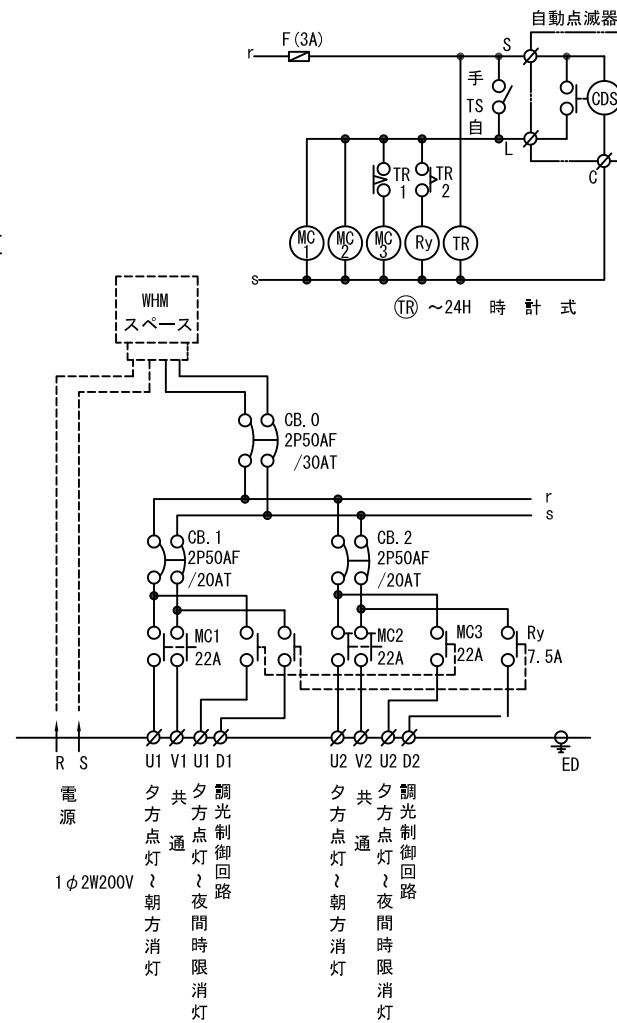 自動点滅器
r F(3A) S
手
TS
自
CDS
L
C
TR
1
TR
2
MC
1
MC
2
MC
3
Ry
TR
s
TR ～24H 時計式
WHM
スペース
CB.0
2P50AF
/30AT
r
s
CB.1
2P50AF
/20AT
CB.2
2P50AF
/20AT
MC1
22A
MC2
22A
MC3
22A
Ry
7.5A
R S
U1 V1 U1 D1
U2 V2 U2 D2
ED
電源
1φ2W200V
夕方点灯～朝方消灯
共通
夕方点灯～夜間時限消灯
調光制御回路
夕方点灯～朝方消灯
共通
夕方点灯～夜間時限消灯
調光制御回路